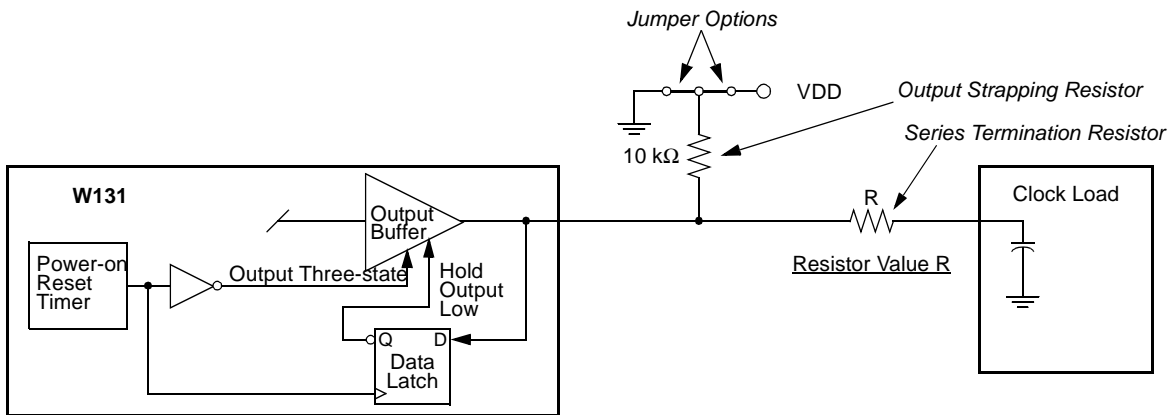 Jumper Options
VDD
Output Strapping Resistor
Series Termination Resistor
10 kΩ
W131
R
Clock Load
Output
Buffer
Power-on
Reset
Timer
Output Three-state
Hold
Output
Low
Resistor Value R
Q
D
Data
Latch